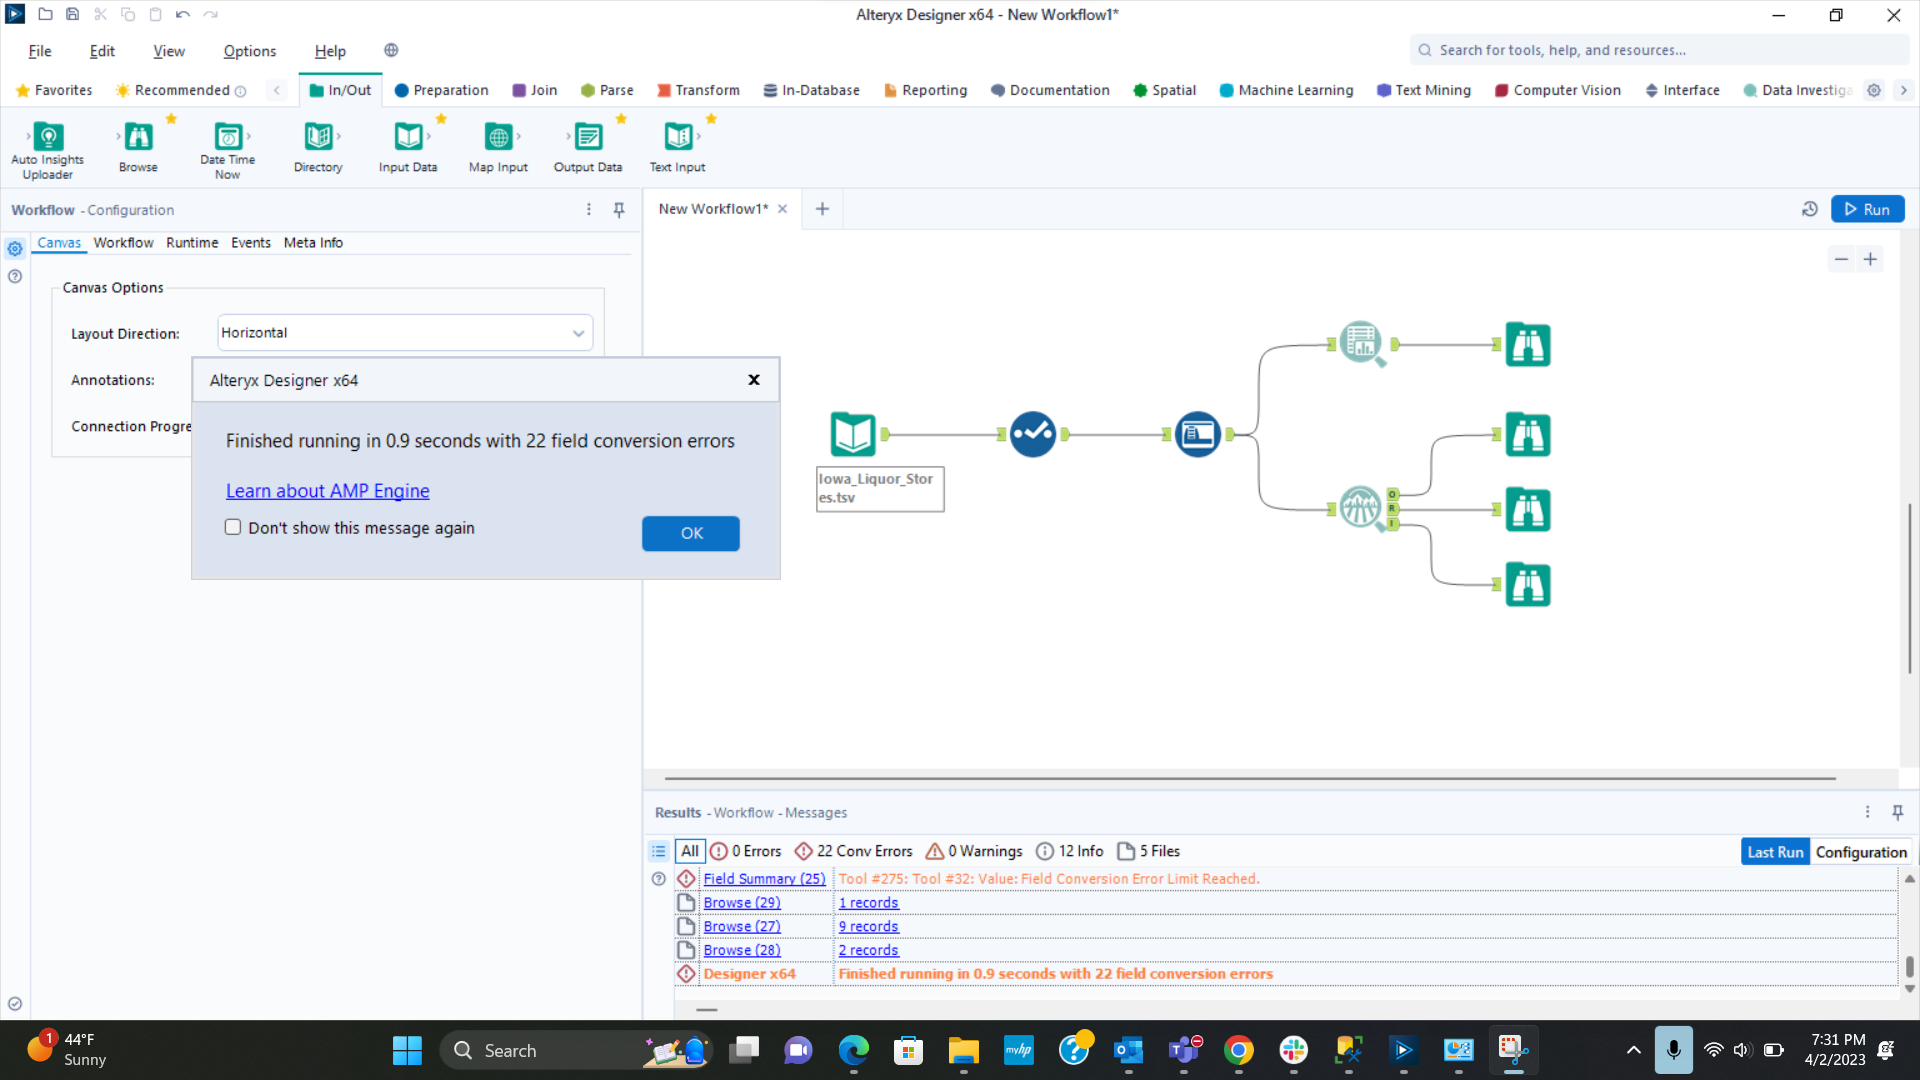 Alteryx Designer x64 - New Workflow1*
File Edit View Options Help
Search for tools, help, and resources...
Favorites Recommended In/Out Preparation Join Parse Transform In-Database Reporting Documentation Spatial Machine Learning Text Mining Computer Vision Interface Data Investiga
Auto Insights Uploader
Browse
Date Time Now
Directory
Input Data
Map Input
Output Data
Text Input
Workflow - Configuration
New Workflow1*
Run
Canvas Workflow Runtime Events Meta Info
Canvas Options
Layout Direction: Horizontal
Annotations:
Connection Progre
Alteryx Designer x64
Finished running in 0.9 seconds with 22 field conversion errors
Learn about AMP Engine
Don't show this message again
OK
Iowa_Liquor_Stor
es.tsv
O
R
I
Results - Workflow - Messages
All 0 Errors 22 Conv Errors 0 Warnings 12 Info 5 Files Last Run Configuration
Field Summary (25) Tool #275: Tool #32: Value: Field Conversion Error Limit Reached.
Browse (29) 1 records
Browse (27) 9 records
Browse (28) 2 records
Designer x64 Finished running in 0.9 seconds with 22 field conversion errors
1
44°F
Sunny
Search
myhp
7:31 PM
4/2/2023